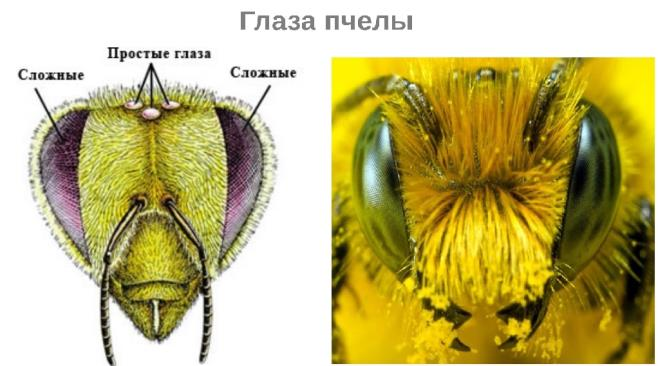 Глаза пчелы
Простые глаза
Сложные
Сложные